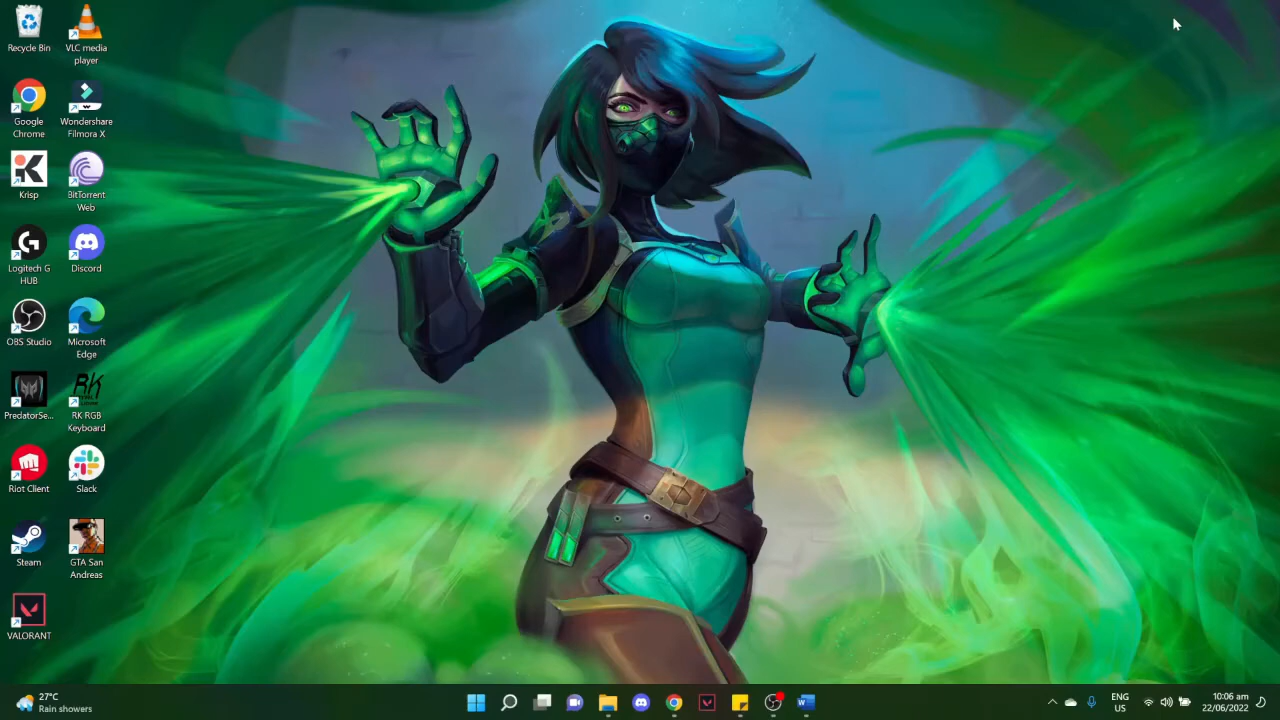 Recycle Bin
VLC media
player
Google
Chrome
Wondershare
Filmora X
Krisp
BitTorrent
Web
Logitech G
HUB
Discord
OBS Studio
Microsoft
Edge
PredatorSe...
RK
RK RGB
Keyboard
Riot Client
Slack
Steam
GTA San
Andreas
VALORANT
27°C
Rain showers
ENG
US
10:06 am
22/06/2022